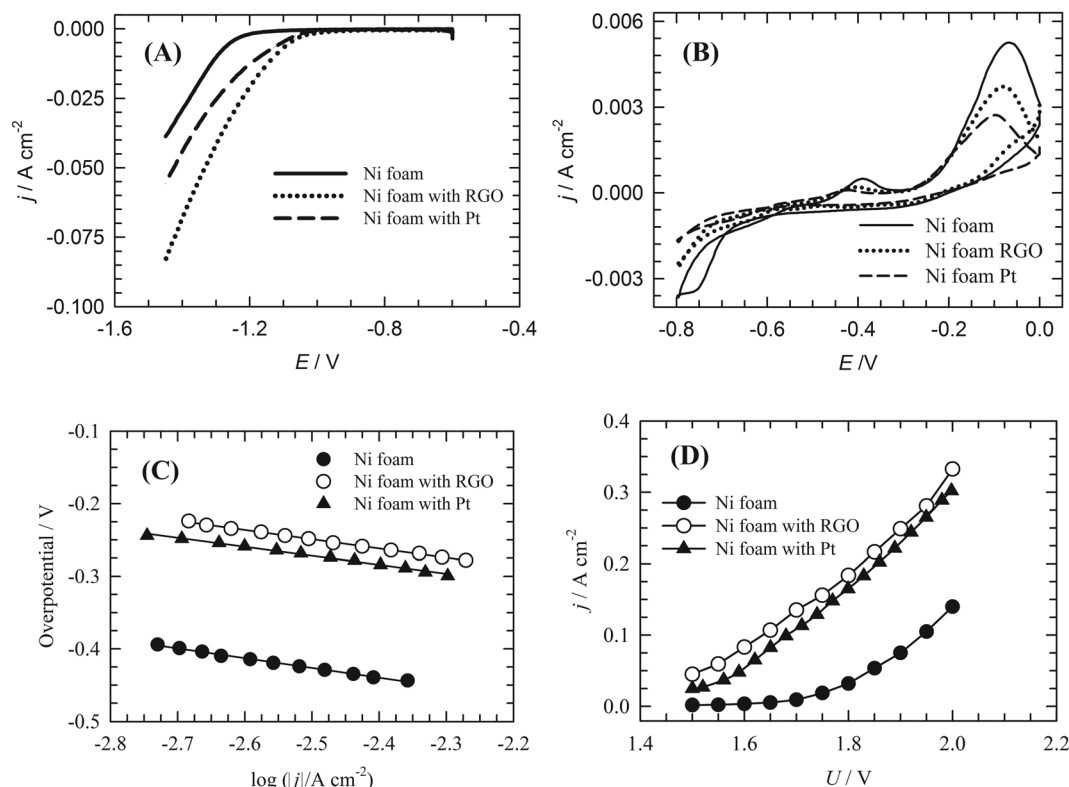 0.000
-0.025
-0.050
-0.075
-0.100
j / A cm-2
(A)
Ni foam
Ni foam with RGO
Ni foam with Pt
-1.6
-1.2
-0.8
-0.4
E / V
0.006
0.003
0.000
-0.003
j / A cm-2
(B)
Ni foam
Ni foam RGO
Ni foam Pt
-0.8
-0.6
-0.4
-0.2
0.0
E /V
-0.1
-0.2
-0.3
-0.4
-0.5
Overpotential / V
(C)
Ni foam
Ni foam with RGO
Ni foam with Pt
-2.8
-2.7
-2.6
-2.5
-2.4
-2.3
-2.2
log (|j|/A cm-2)
0.4
0.3
0.2
0.1
0.0
j / A cm-2
(D)
Ni foam
Ni foam with RGO
Ni foam with Pt
1.4
1.6
1.8
2.0
2.2
U / V